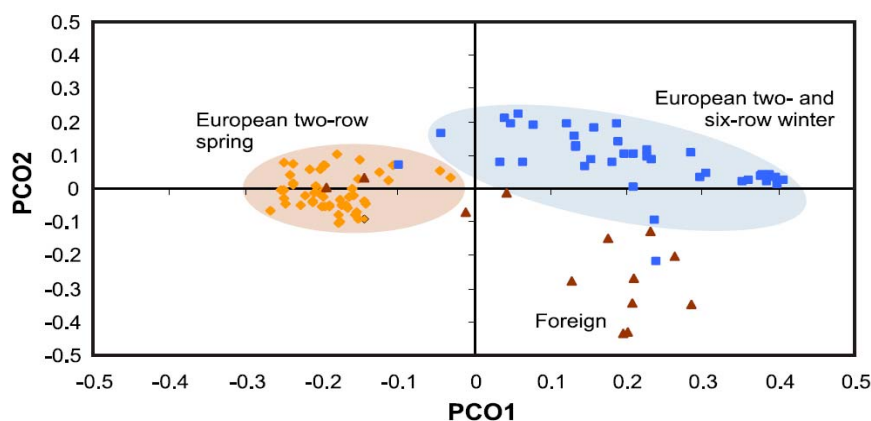 0.5
0.4
0.3
0.2
0.1
0
-0.1
-0.2
-0.3
-0.4
-0.5
PCO2
European two-row
spring
European two- and
six-row winter
Foreign
-0.5 -0.4 -0.3 -0.2 -0.1 0 0.1 0.2 0.3 0.4 0.5
PCO1